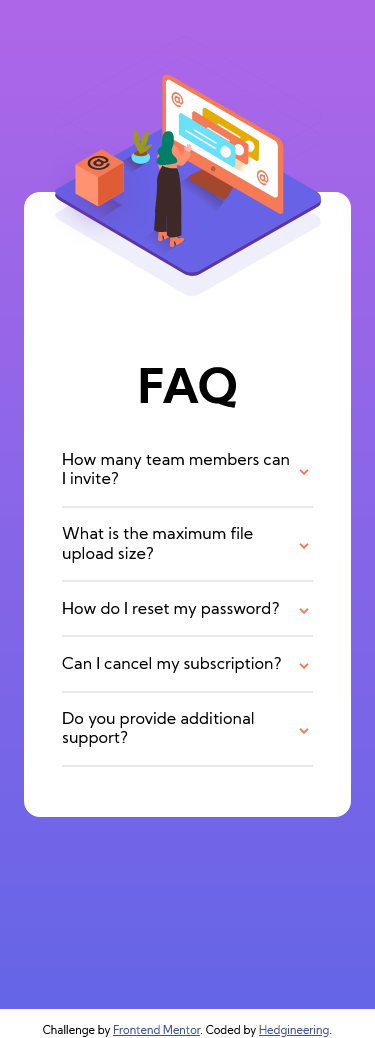 @
@
@
FAQ
How many team members can
I invite?
What is the maximum file
upload size?
How do I reset my password?
Can I cancel my subscription?
Do you provide additional
support?
Challenge by Frontend Mentor. Coded by Hedgineering.